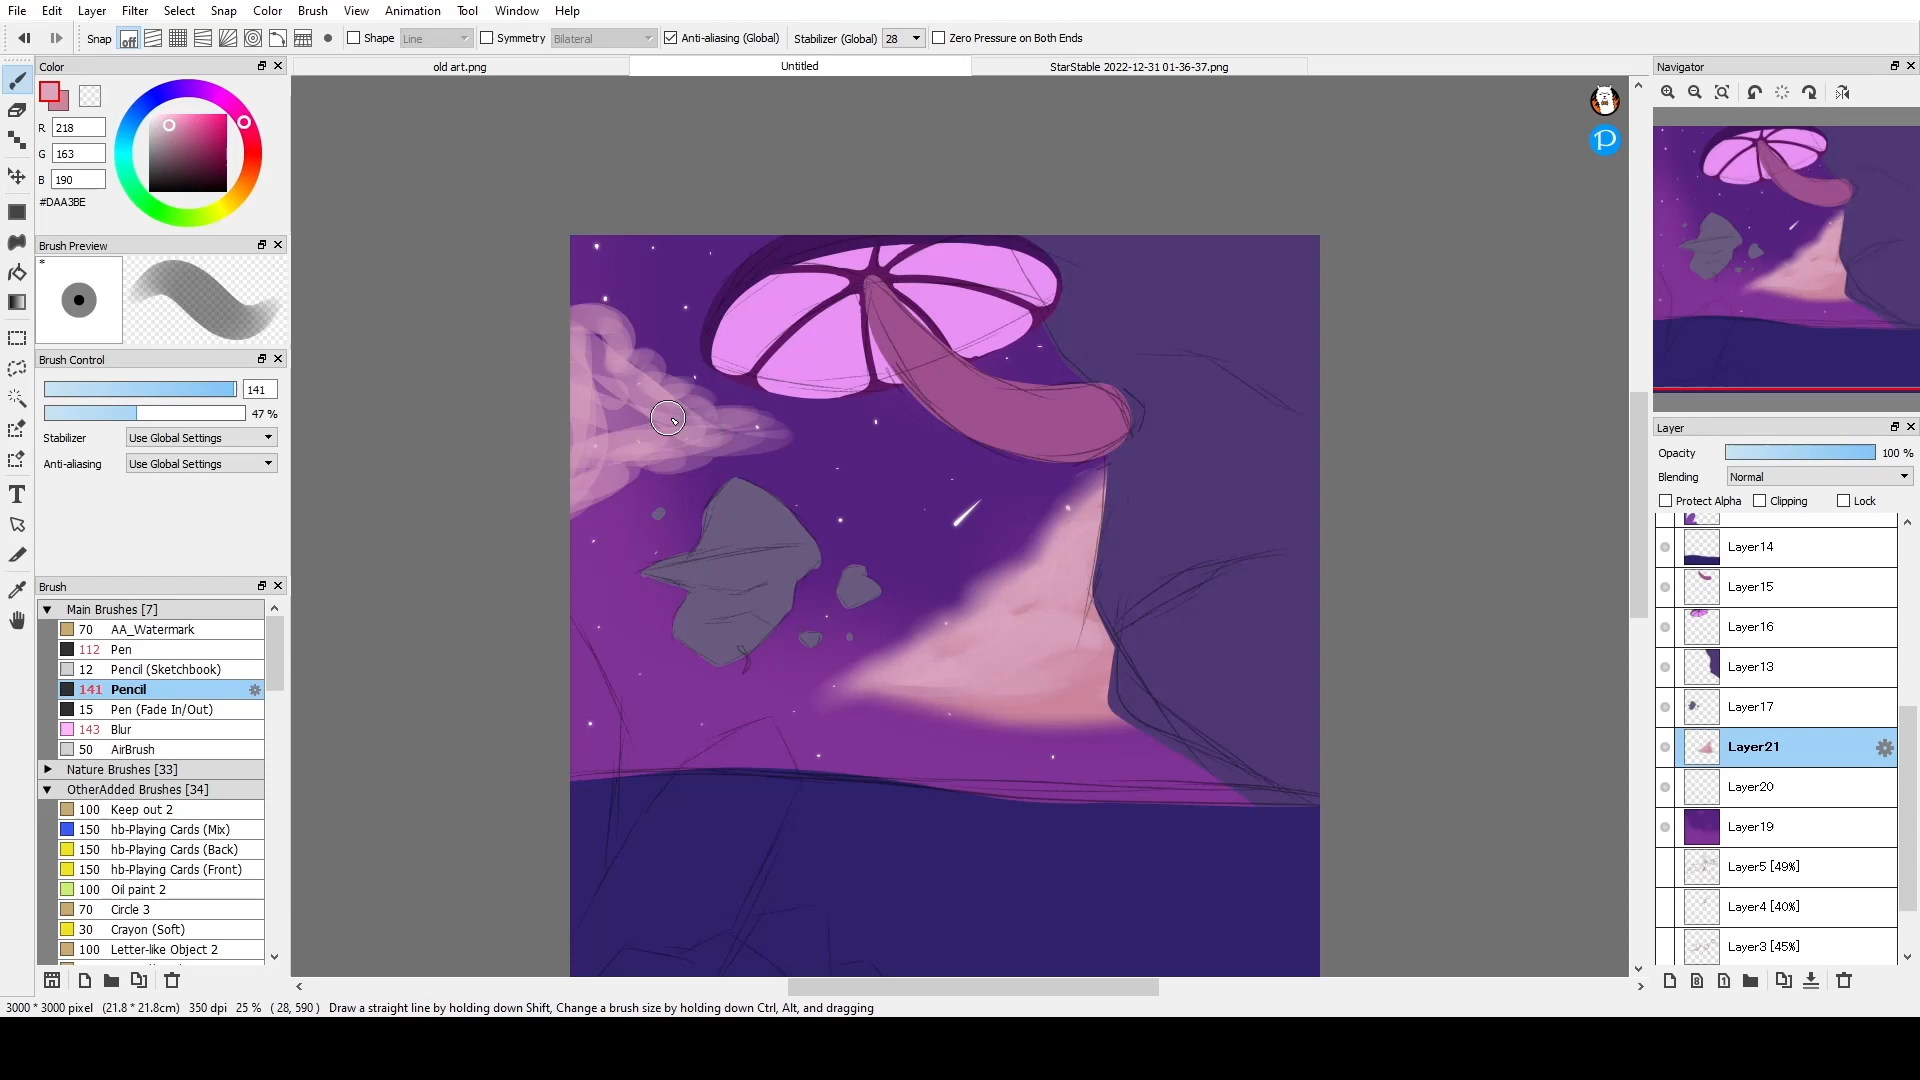 File Edit Layer Filter Select Snap Color Brush View Animation Tool Window Help
Snap off Shape Line Symmetry Bilateral Anti-aliasing (Global) Stabilizer (Global) 28 Zero Pressure on Both Ends
Color
old art.png
Untitled
StarStable 2022-12-31 01-36-37.png
Navigator
R 218
G 163
B 190
#DAA3BE
Brush Preview
*
Brush Control
141
47 %
Stabilizer Use Global Settings
Anti-aliasing Use Global Settings
Brush
Main Brushes [7]
70 AA_Watermark
112 Pen
12 Pencil (Sketchbook)
141 Pencil
15 Pen (Fade In/Out)
143 Blur
50 AirBrush
Nature Brushes [33]
OtherAdded Brushes [34]
100 Keep out 2
150 hb-Playing Cards (Mix)
150 hb-Playing Cards (Back)
150 hb-Playing Cards (Front)
100 Oil paint 2
70 Circle 3
30 Crayon (Soft)
100 Letter-like Object 2
Layer
Opacity 100 %
Blending Normal
Protect Alpha Clipping Lock
Layer14
Layer15
Layer16
Layer13
Layer17
Layer21
Layer20
Layer19
Layer5 [49%]
Layer4 [40%]
Layer3 [45%]
3000 * 3000 pixel (21.8 * 21.8cm) 350 dpi 25 % ( 28, 590 ) Draw a straight line by holding down Shift, Change a brush size by holding down Ctrl, Alt, and dragging